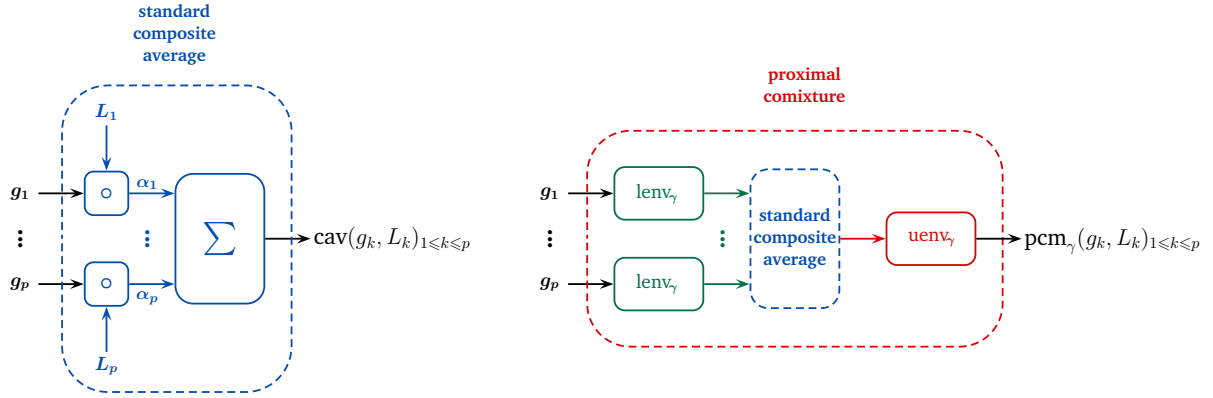 standard
composite
average
L₁
g₁
∘
α₁
⋮
⋮
∑
cav(gₖ, Lₖ)₁⩽ₖ⩽ₚ
gₚ
∘
αₚ
Lₚ
proximal
comixture
g₁
lenvᵧ
⋮
⋮
standard
composite
average
uenvᵧ
pcmᵧ(gₖ, Lₖ)₁⩽ₖ⩽ₚ
gₚ
lenvᵧ